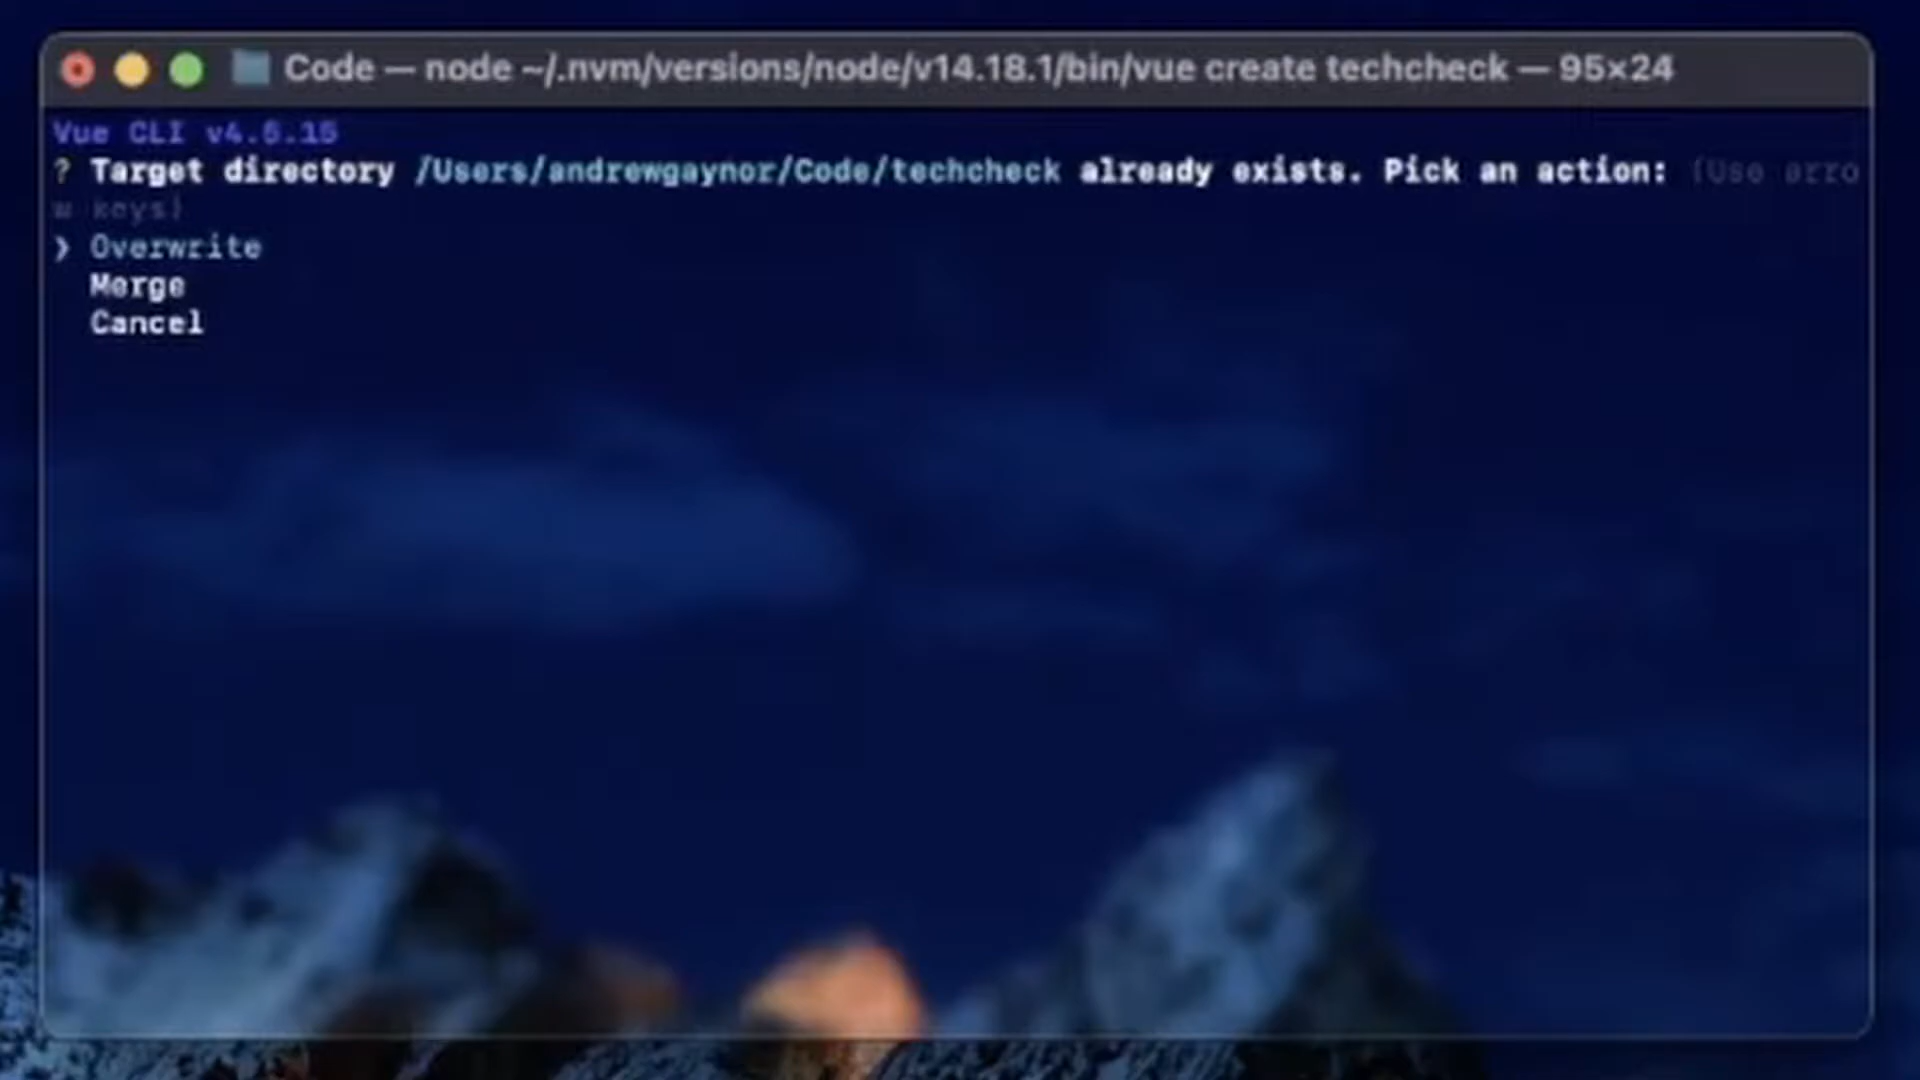 Code — node ~/.nvm/versions/node/v14.18.1/bin/vue create techcheck — 95×24
Vue CLI v4.5.15
? Target directory /Users/andrewgaynor/Code/techcheck already exists. Pick an action: (Use arro
w keys)
❯ Overwrite
Merge
Cancel